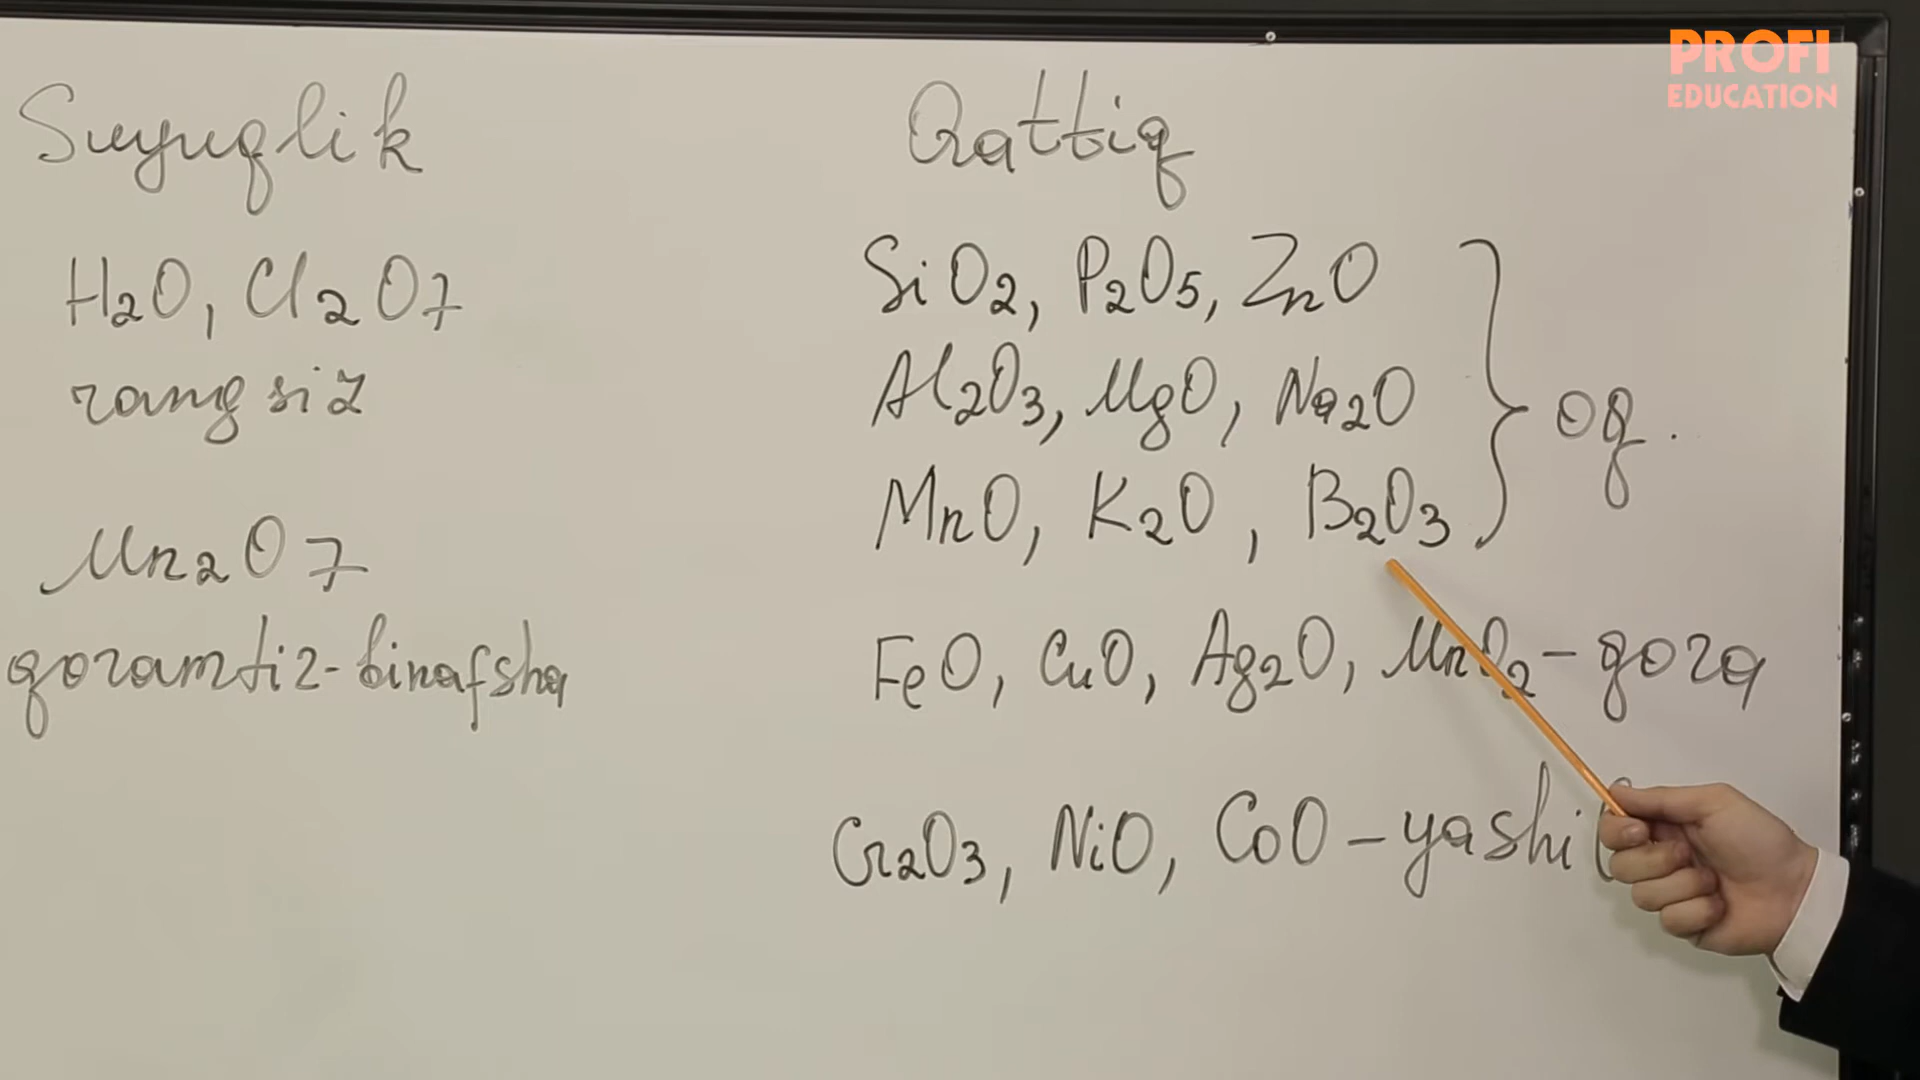 PROFI
EDUCATION
Suyuqlik
H2O, Cl2O7
rangsiz
Mn2O7
qoramtir-binafsha
Qattiq
SiO2, P2O5, ZnO
Al2O3, MgO, Na2O
MnO, K2O, B2O3
oq.
FeO, CuO, Ag2O, MnO2 - qora
Cr2O3, NiO, CoO - yashi